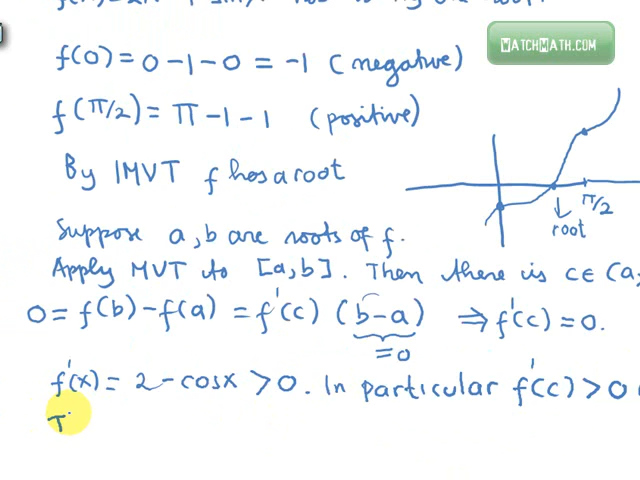 WatchMath.com
f(0) = 0 - 1 - 0 = -1 (negative)
f(π/2) = π - 1 - 1 (positive)
By IMVT f has a root
π/2
root
Suppose a, b are roots of f.
Apply MVT to [a, b]. Then there is c ∈ (a,
0 = f(b) - f(a) = f'(c) (b - a) ⇒ f'(c) = 0.
= 0
f'(x) = 2 - cos x > 0. In particular f'(c) > 0
T